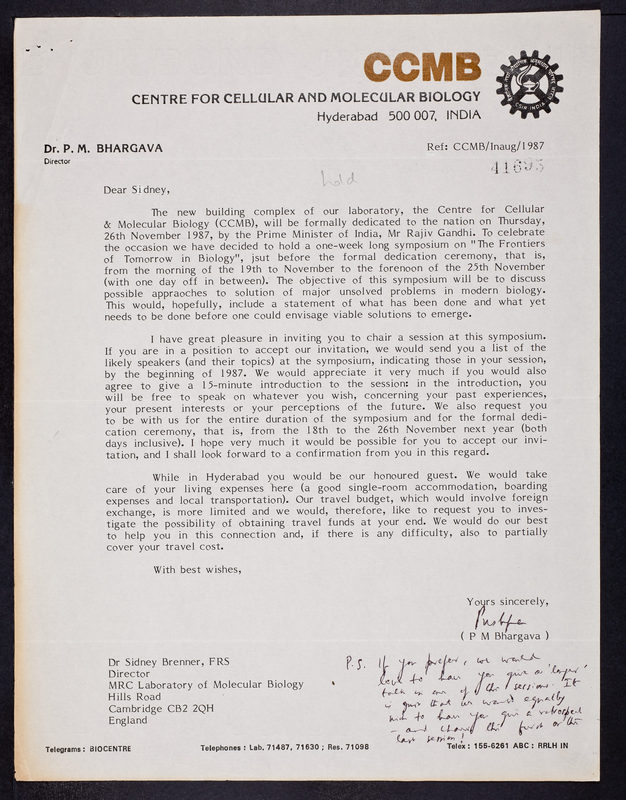 CCMB
CENTRE FOR CELLULAR AND MOLECULAR BIOLOGY
Hyderabad 500 007, INDIA
CSIR-INDIA
Dr. P. M. BHARGAVA
Director
Ref: CCMB/Inaug/1987
41695
hold
Dear Sidney,
The new building complex of our laboratory, the Centre for Cellular
& Molecular Biology (CCMB), will be formally dedicated to the nation on Thursday,
26th November 1987, by the Prime Minister of India, Mr Rajiv Gandhi. To celebrate
the occasion we have decided to hold a one-week long symposium on "The Frontiers
of Tomorrow in Biology", jsut before the formal dedication ceremony, that is,
from the morning of the 19th to November to the forenoon of the 25th November
(with one day off in between). The objective of this symposium will be to discuss
possible appraoches to solution of major unsolved problems in modern biology.
This would, hopefully, include a statement of what has been done and what yet
needs to be done before one could envisage viable solutions to emerge.
I have great pleasure in inviting you to chair a session at this symposium.
If you are in a position to accept our invitation, we would send you a list of the
likely speakers (and their topics) at the symposium, indicating those in your session,
by the beginning of 1987. We would appreciate it very much if you would also
agree to give a 15-minute introduction to the session: in the introduction, you
will be free to speak on whatever you wish, concerning your past experiences,
your present interests or your perceptions of the future. We also request you
to be with us for the entire duration of the symposium and for the formal dedi-
cation ceremony, that is, from the 18th to the 26th November next year (both
days inclusive). I hope very much it would be possible for you to accept our invi-
tation, and I shall look forward to a confirmation from you in this regard.
While in Hyderabad you would be our honoured guest. We would take
care of your living expenses here (a good single-room accommodation, boarding
expenses and local transportation). Our travel budget, which would involve foreign
exchange, is more limited and we would, therefore, like to request you to inves-
tigate the possibility of obtaining travel funds at your end. We would do our best
to help you in this connection and, if there is any difficulty, also to partially
cover your travel cost.
With best wishes,
Yours sincerely,
Pushpa
( P M Bhargava )
Dr Sidney Brenner, FRS
Director
MRC Laboratory of Molecular Biology
Hills Road
Cambridge CB2 2QH
England
P.S. If you prefer, we would
love to have you give a 'larger'
talk in one of the sessions. It
is just that we would equally
like to have you give a
- and the first or the
last session!
Telegrams : BIOCENTRE
Telephones : Lab. 71487, 71630 ; Res. 71098
Telex : 155-6261 ABC : RRLH IN